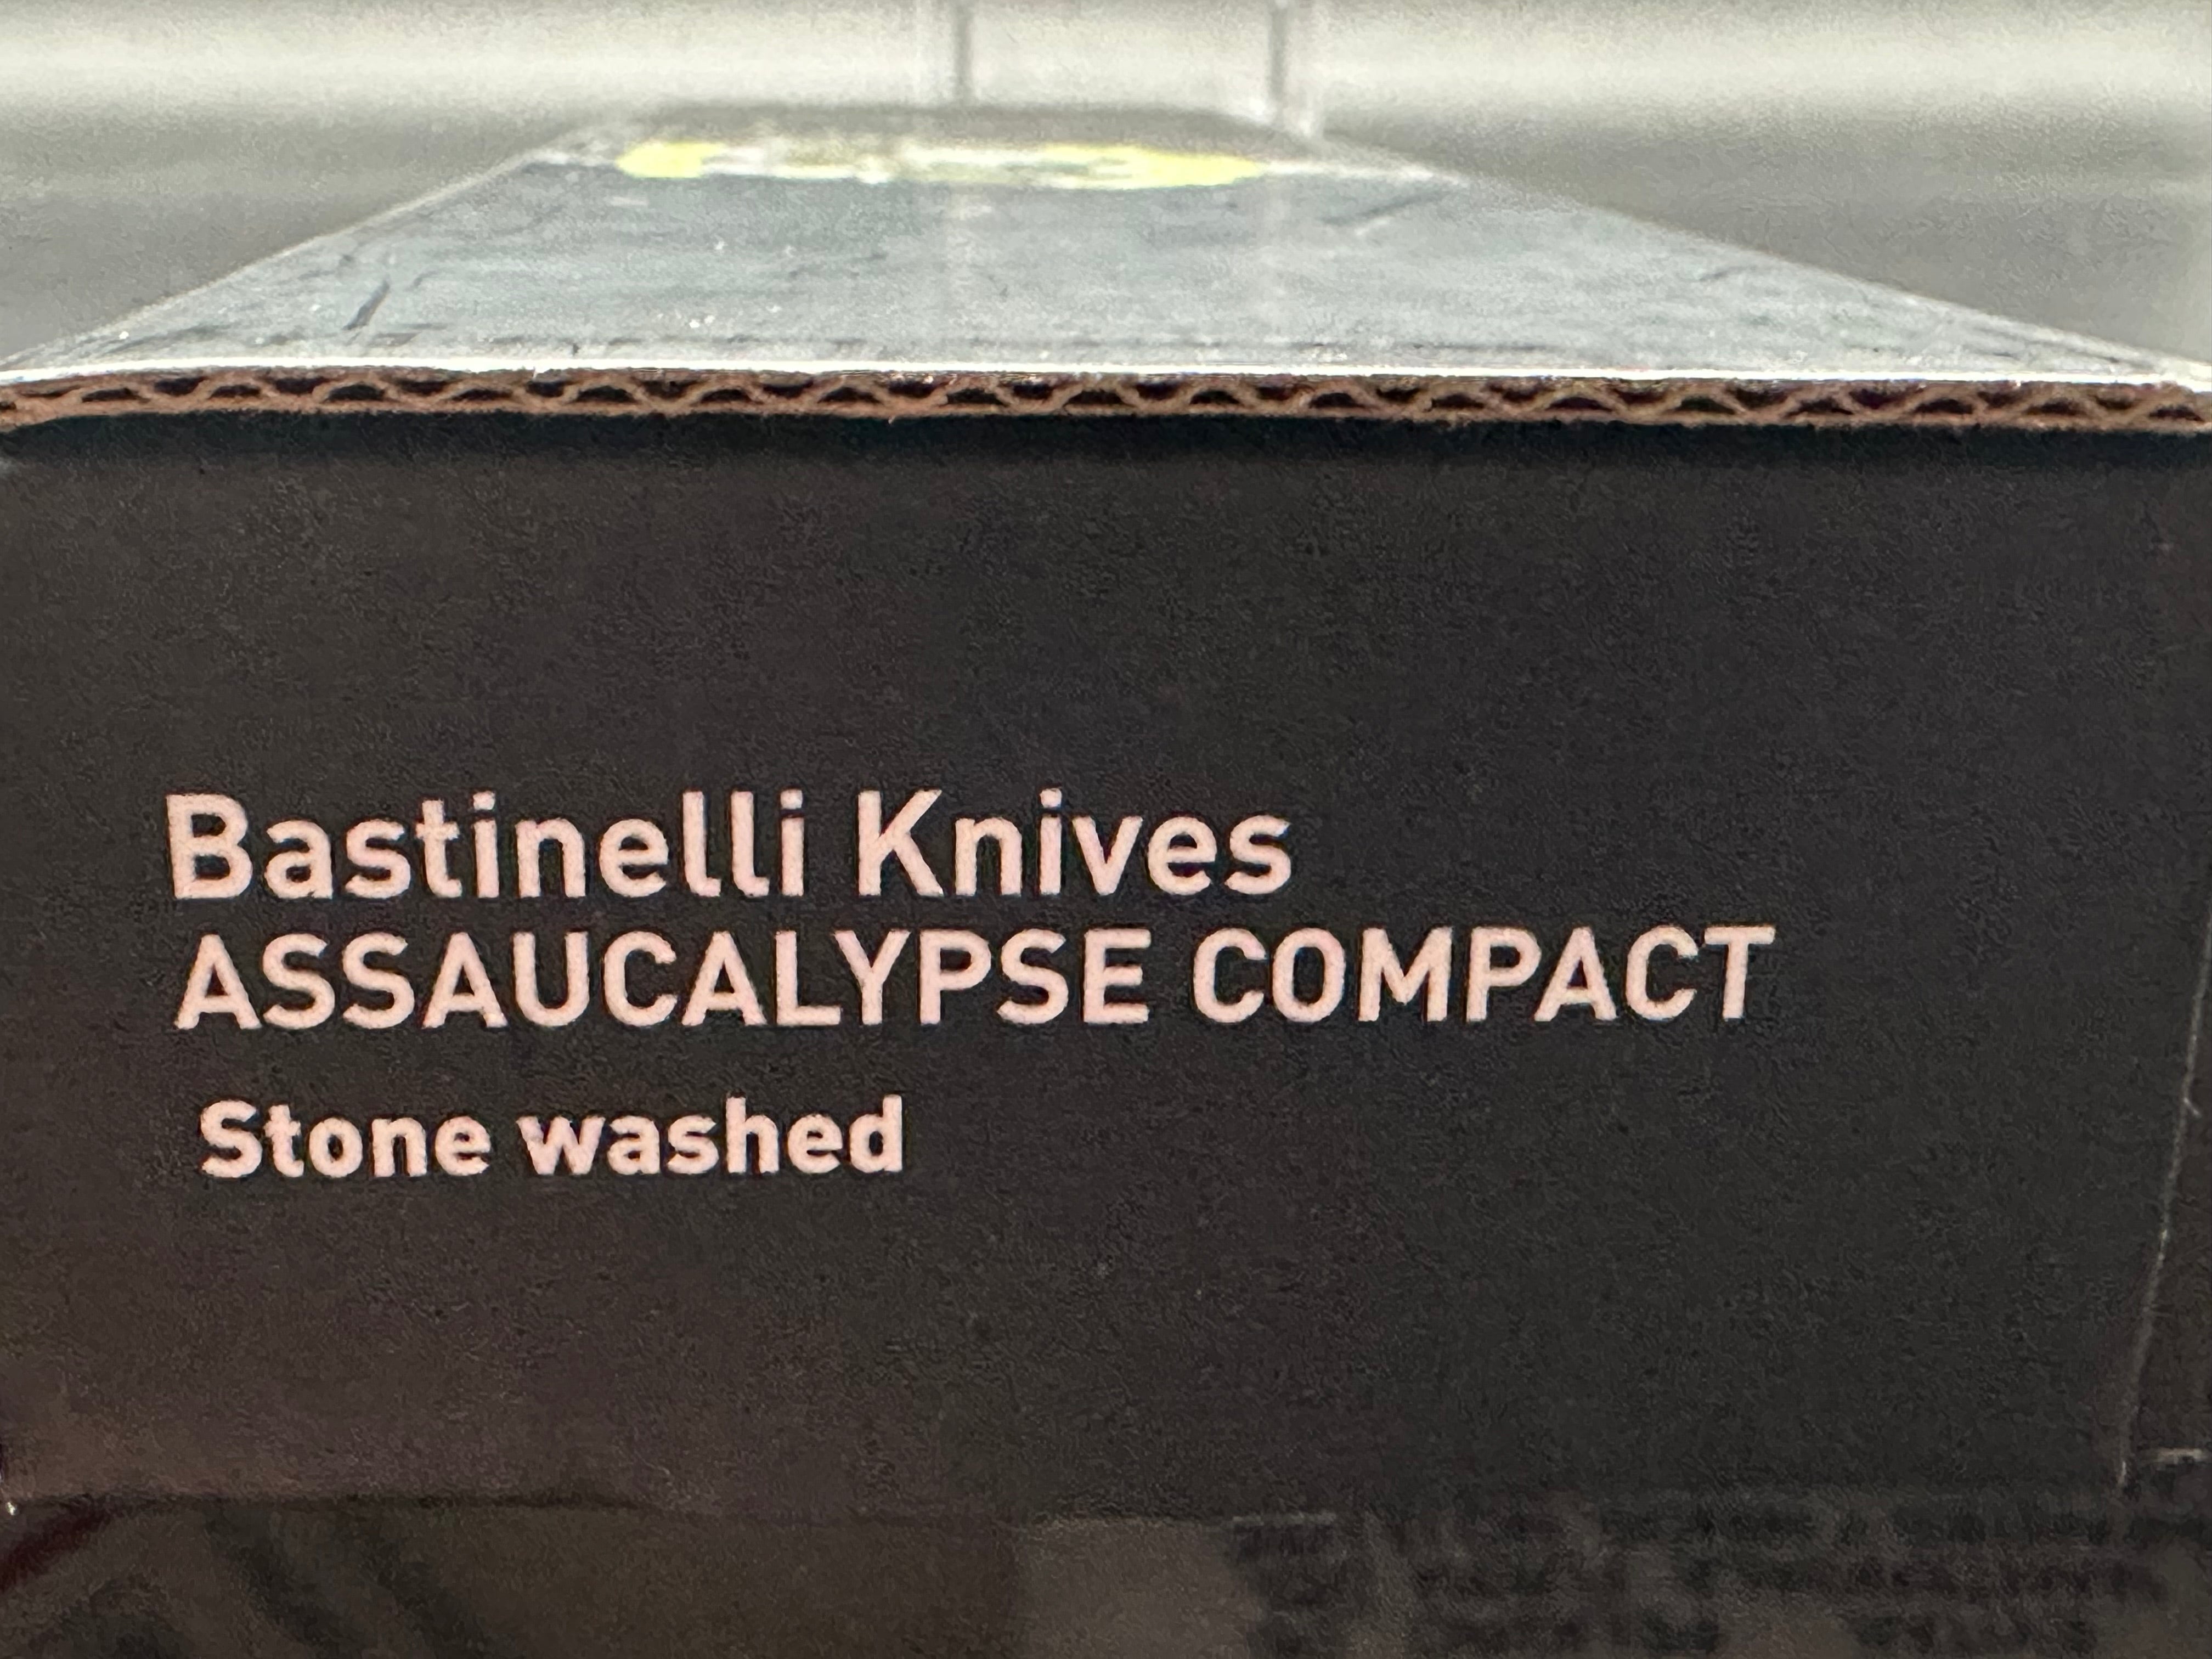 Bastinelli Knives
ASSAUCALYPSE COMPACT
Stone washed